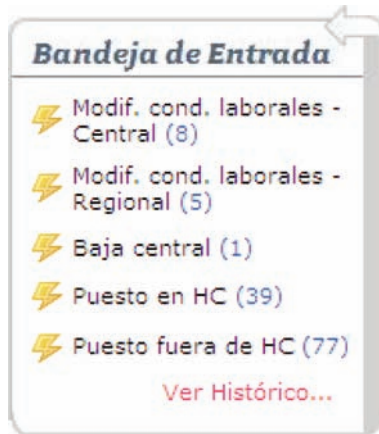 Bandeja de Entrada
Modif. cond. laborales -
Central (8)
Modif. cond. laborales -
Regional (5)
Baja central (1)
Puesto en HC (39)
Puesto fuera de HC (77)
Ver Histórico...